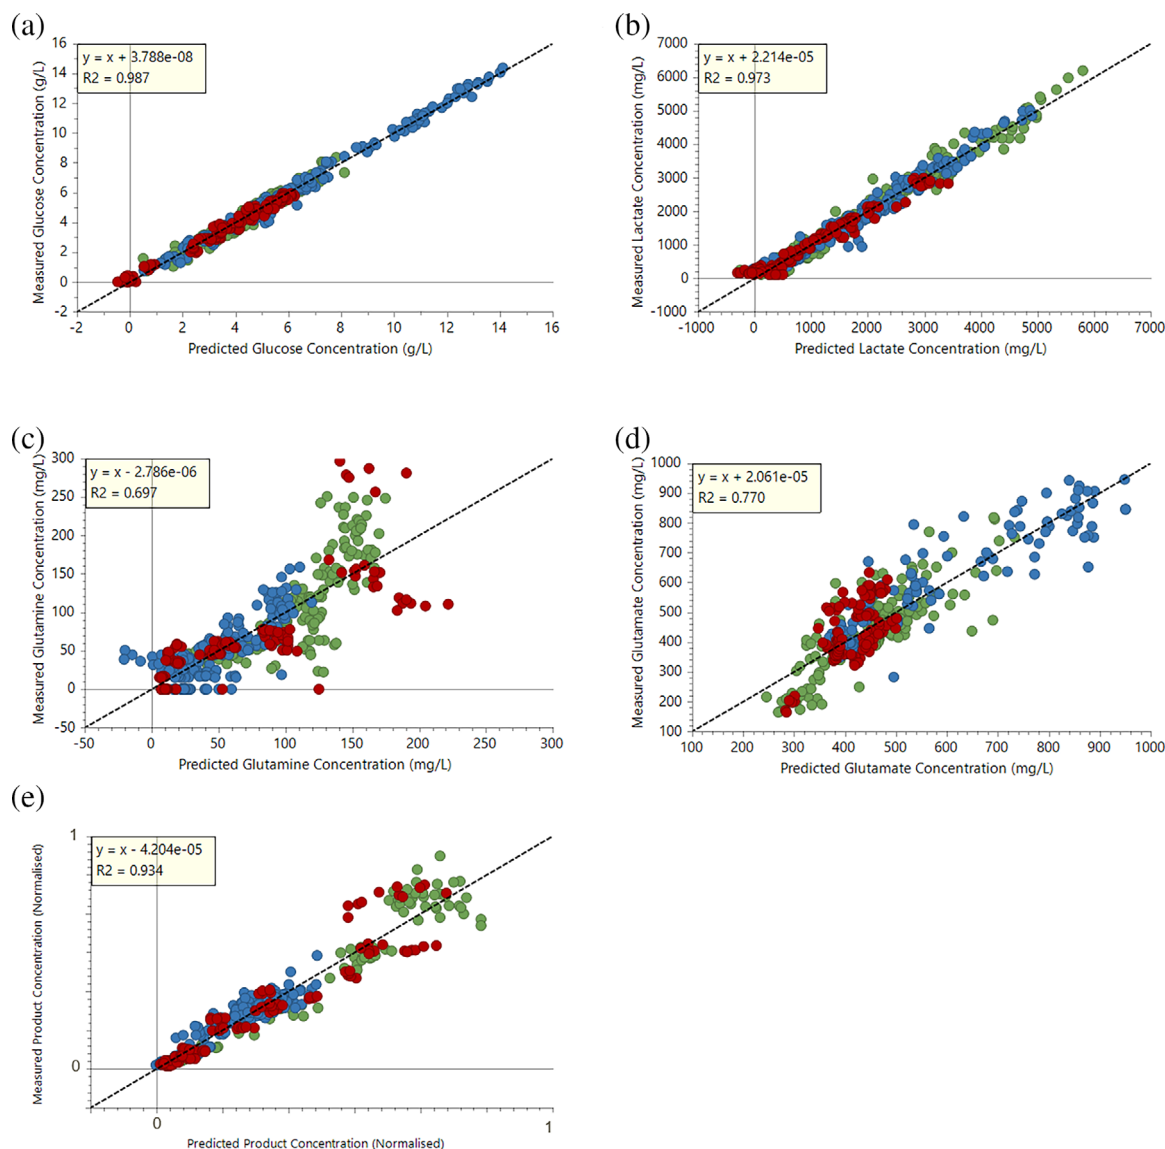 (a)
16
14
12
10
8
6
4
2
0
-2
y = x + 3.788e-08
R2 = 0.987
Measured Glucose Concentration (g/L)
-2 0 2 4 6 8 10 12 14 16
Predicted Glucose Concentration (g/L)
(b)
7000
6000
5000
4000
3000
2000
1000
0
-1000
y = x + 2.214e-05
R2 = 0.973
Measured Lactate Concentration (mg/L)
-1000 0 1000 2000 3000 4000 5000 6000 7000
Predicted Lactate Concentration (mg/L)
(c)
300
250
200
150
100
50
0
-50
y = x - 2.786e-06
R2 = 0.697
Measured Glutamine Concentration (mg/L)
-50 0 50 100 150 200 250 300
Predicted Glutamine Concentration (mg/L)
(d)
1000
900
800
700
600
500
400
300
200
100
y = x + 2.061e-05
R2 = 0.770
Measured Glutamate Concentration (mg/L)
100 200 300 400 500 600 700 800 900 1000
Predicted Glutamate Concentration (mg/L)
(e)
1
0
y = x - 4.204e-05
R2 = 0.934
Measured Product Concentration (Normalised)
0 1
Predicted Product Concentration (Normalised)